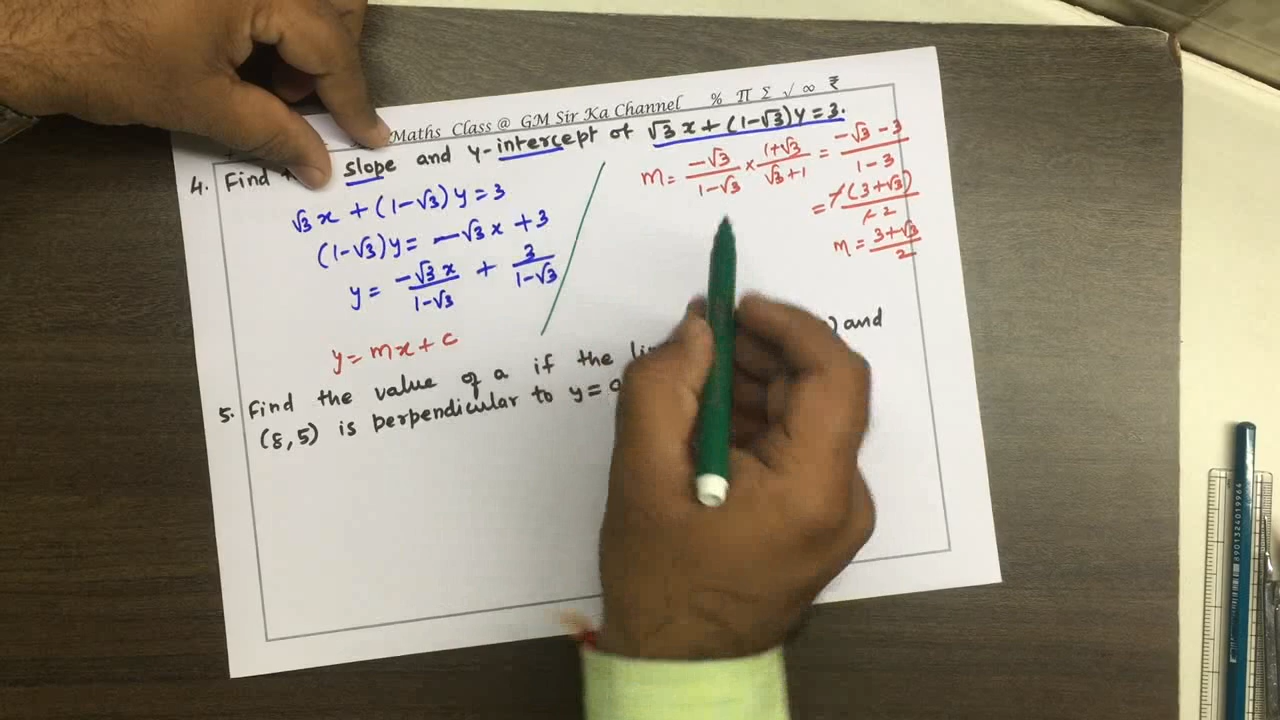 Maths Class @ GM Sir Ka Channel % Π Σ √ ∞ ₹
4. Find slope and y-intercept of √3 x + (1-√3) y = 3.
√3 x + (1-√3) y = 3
(1-√3) y = -√3 x + 3
y = -√3 x / 1-√3 + 3 / 1-√3
y = mx + c
m = -√3 / 1-√3 × 1+√3 / √3+1 = -√3 - 3 / 1 - 3
= -(3+√3) / -2
m = 3+√3 / 2
5. Find the value of a if the and
(8,5) is perpendicular to y =
8901324019964